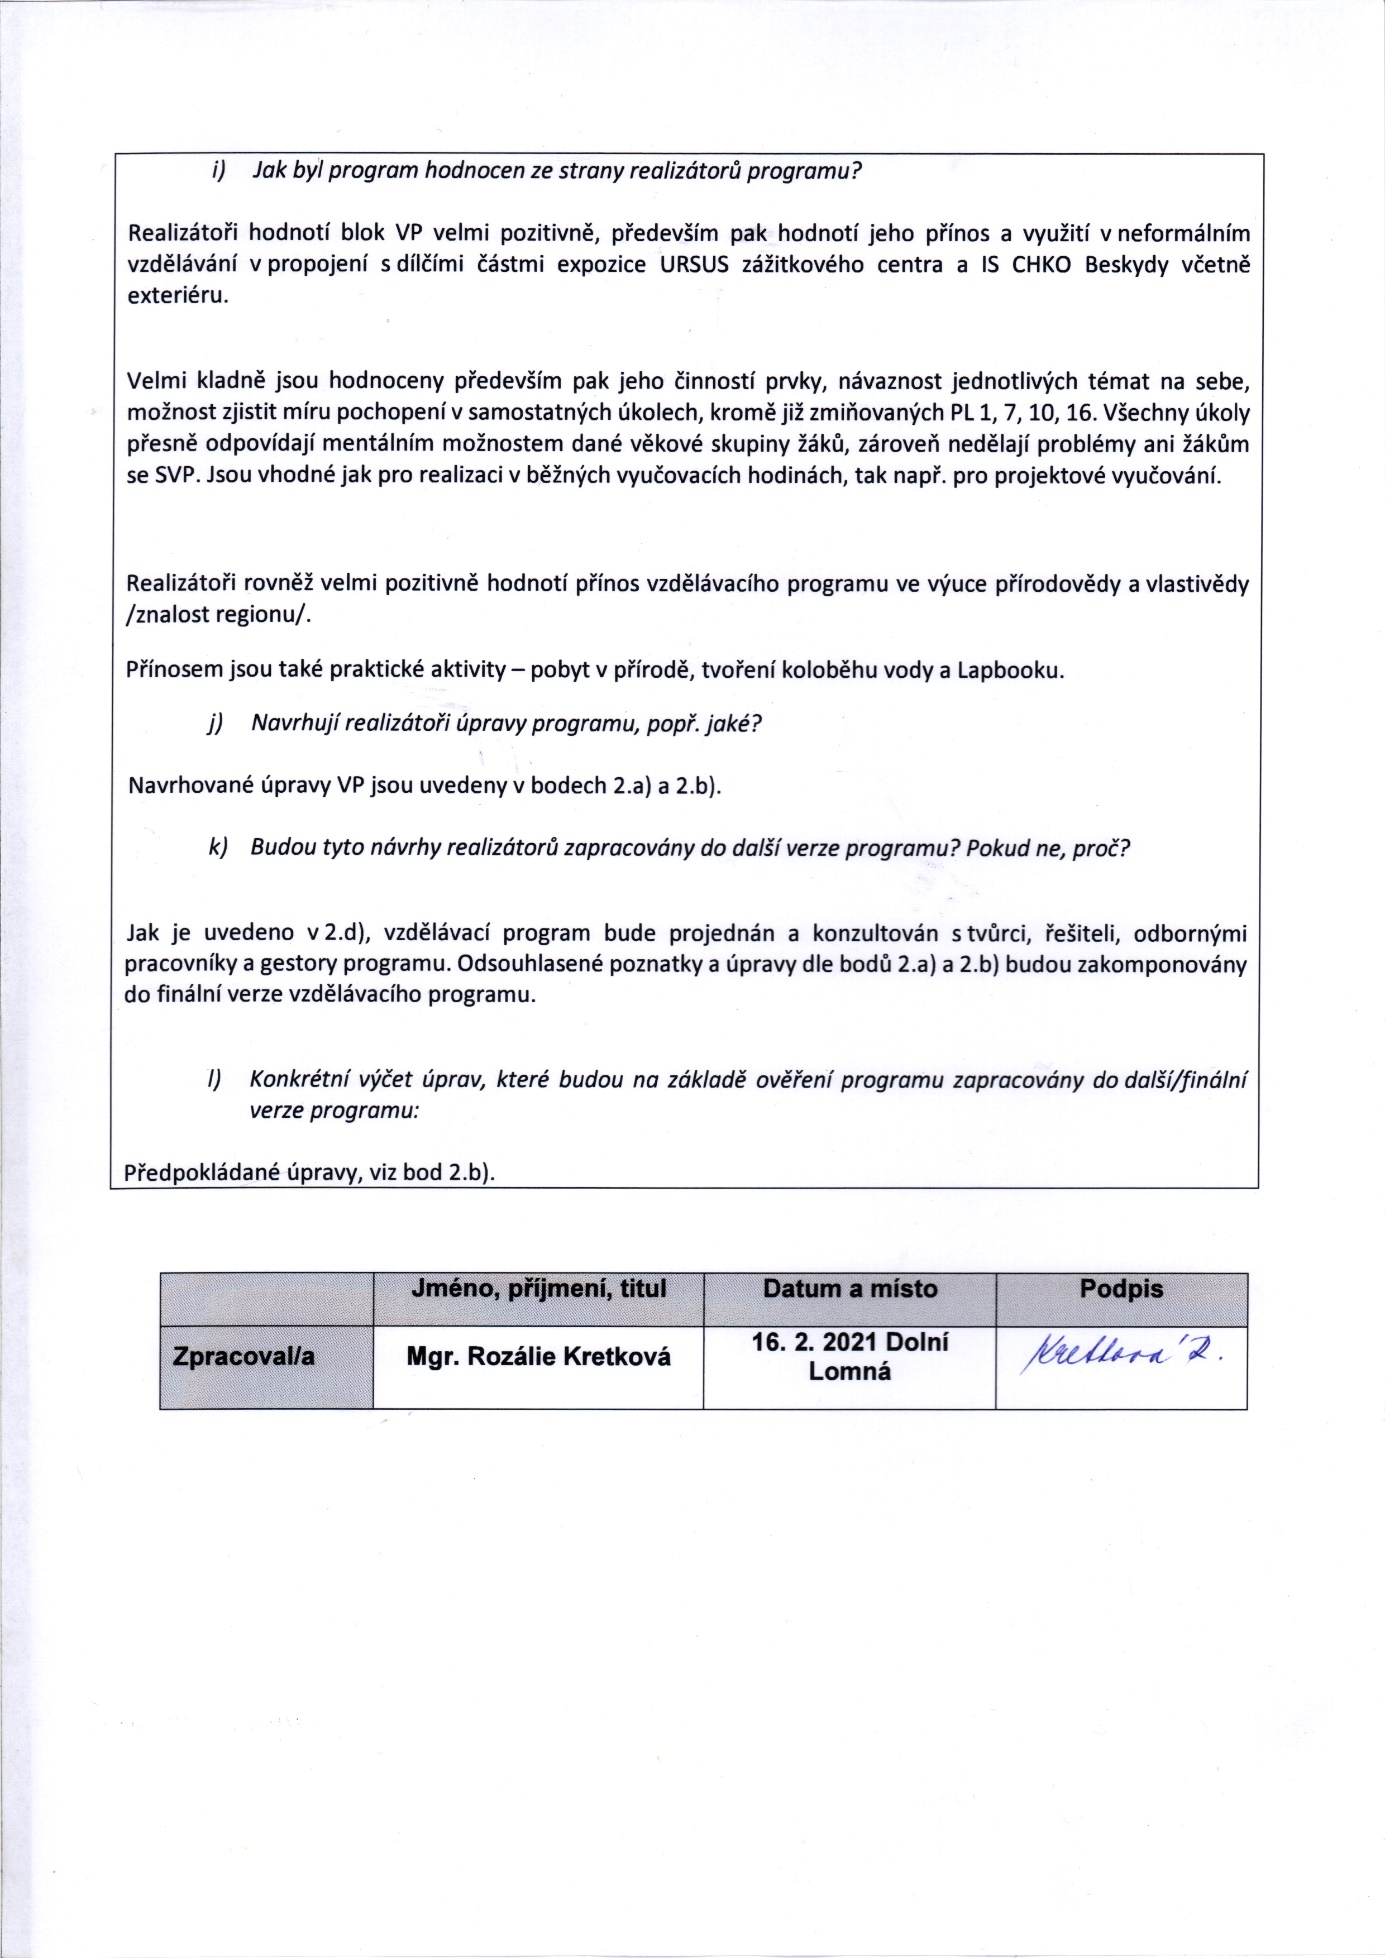 i) Jak byl program hodnocen ze strany realizátorů programu?
Realizátoři hodnotí blok VP velmi pozitivně, především pak hodnotí jeho přínos a využití v neformálním
vzdělávání v propojení s dílčími částmi expozice URSUS zážitkového centra a IS CHKO Beskydy včetně
exteriéru.
Velmi kladně jsou hodnoceny především pak jeho činností prvky, návaznost jednotlivých témat na sebe,
možnost zjistit míru pochopení v samostatných úkolech, kromě již zmiňovaných PL 1, 7, 10, 16. Všechny úkoly
přesně odpovídají mentálním možnostem dané věkové skupiny žáků, zároveň nedělají problémy ani žákům
se SVP. Jsou vhodné jak pro realizaci v běžných vyučovacích hodinách, tak např. pro projektové vyučování.
Realizátoři rovněž velmi pozitivně hodnotí přínos vzdělávacího programu ve výuce přírodovědy a vlastivědy
/znalost regionu/.
Přínosem jsou také praktické aktivity – pobyt v přírodě, tvoření koloběhu vody a Lapbooku.
j) Navrhují realizátoři úpravy programu, popř. jaké?
Navrhované úpravy VP jsou uvedeny v bodech 2.a) a 2.b).
k) Budou tyto návrhy realizátorů zapracovány do další verze programu? Pokud ne, proč?
Jak je uvedeno v 2.d), vzdělávací program bude projednán a konzultován s tvůrci, řešiteli, odbornými
pracovníky a gestory programu. Odsouhlasené poznatky a úpravy dle bodů 2.a) a 2.b) budou zakomponovány
do finální verze vzdělávacího programu.
l) Konkrétní výčet úprav, které budou na základě ověření programu zapracovány do další/finální
verze programu:
Předpokládané úpravy, viz bod 2.b).
Jméno, příjmení, titul Datum a místo Podpis
Zpracoval/a Mgr. Rozálie Kretková 16. 2. 2021 Dolní
Lomná
Kretková R.